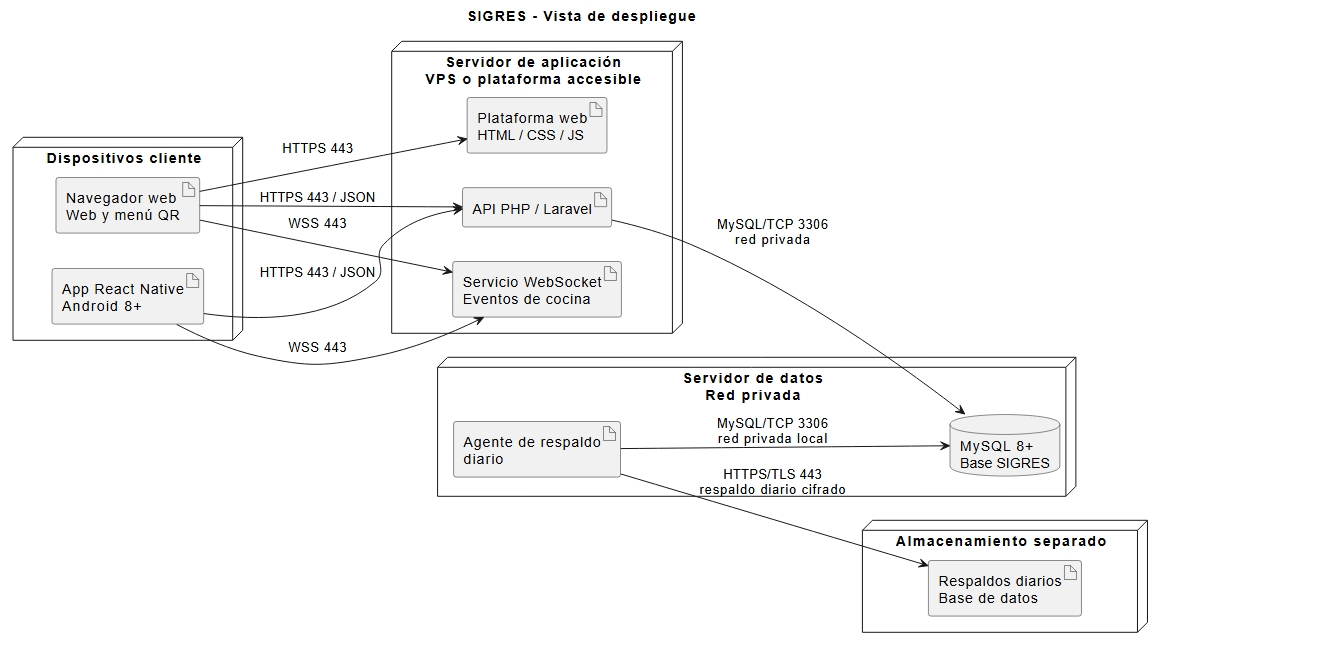 SIGRES - Vista de despliegue
Dispositivos cliente
Navegador web
Web y menú QR
App React Native
Android 8+
HTTPS 443
HTTPS 443 / JSON
WSS 443
HTTPS 443 / JSON
WSS 443
Servidor de aplicación
VPS o plataforma accesible
Plataforma web
HTML / CSS / JS
API PHP / Laravel
Servicio WebSocket
Eventos de cocina
MySQL/TCP 3306
red privada
Servidor de datos
Red privada
Agente de respaldo
diario
MySQL/TCP 3306
red privada local
HTTPS/TLS 443
respaldo diario cifrado
MySQL 8+
Base SIGRES
Almacenamiento separado
Respaldos diarios
Base de datos